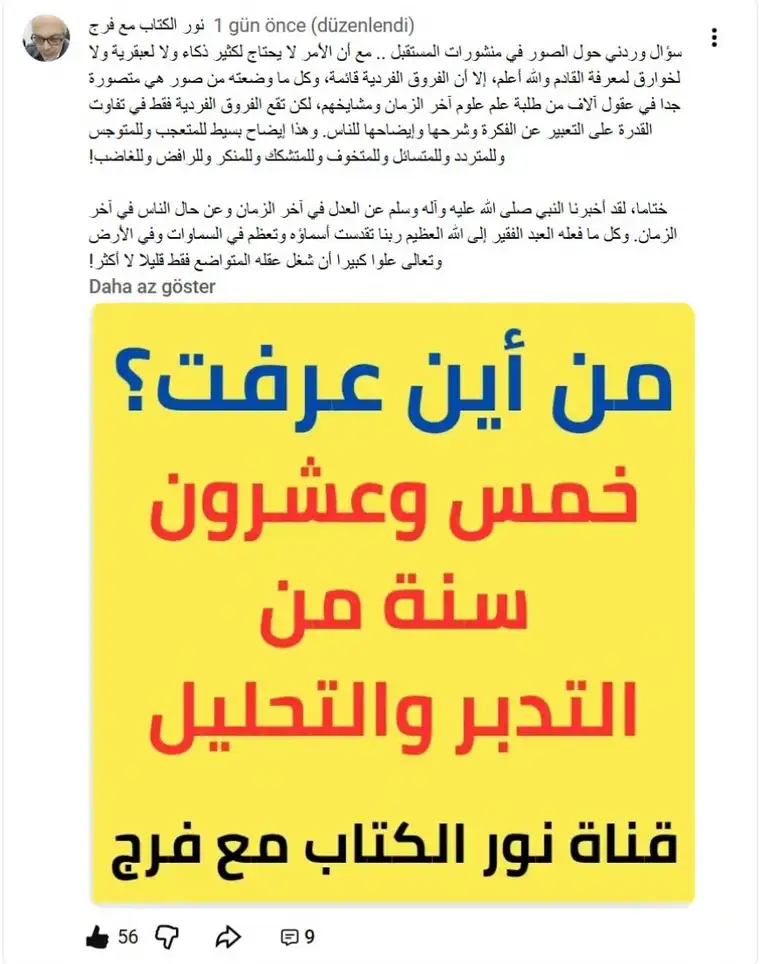 نور الكتاب مع فرج 1 gün önce (düzenlendi)
سؤال وردني حول الصور في منشورات المستقبل .. مع أن الأمر لا يحتاج لكثير ذكاء ولا لعبقرية ولا
لخوارق لمعرفة القادم والله أعلم، إلا أن الفروق الفردية قائمة، وكل ما وضعته من صور هي متصورة
جدا في عقول آلاف من طلبة علم علوم آخر الزمان ومشايخهم، لكن تقع الفروق الفردية فقط في تفاوت
القدرة على التعبير عن الفكرة وشرحها وإيضاحها للناس. وهذا إيضاح بسيط للمتعجب وللمتوجس
وللمتردد وللمتسائل وللمتخوف وللمتشكك وللمنكر وللرافض وللغاضب!
ختاما، لقد أخبرنا النبي صلى الله عليه وآله وسلم عن العدل في آخر الزمان وعن حال الناس في آخر
الزمان. وكل ما فعله العبد الفقير إلى الله العظيم ربنا تقدست أسماؤه وتعظم في السماوات وفي الأرض
وتعالى علوا كبيرا أن شغل عقله المتواضع فقط قليلا لا أكثر!
Daha az göster
من أين عرفت؟
خمس وعشرون
سنة من
التدبر والتحليل
قناة نور الكتاب مع فرج
56 9